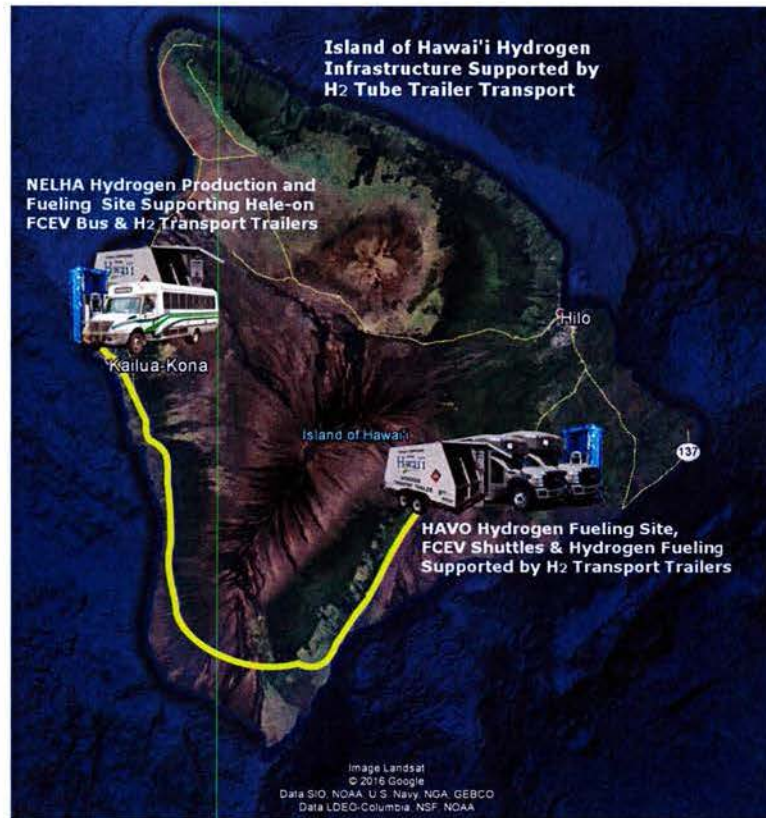 Island of Hawai'i Hydrogen
Infrastructure Supported by
H2 Tube Trailer Transport
NELHA Hydrogen Production and
Fueling Site Supporting Hele-on
FCEV Bus & H2 Transport Trailers
Hawai'i
Kailua-Kona
Hilo
Island of Hawai'i
137
Hawai'i
HAVO Hydrogen Fueling Site,
FCEV Shuttles & Hydrogen Fueling
Supported by H2 Transport Trailers
Image Landsat
© 2016 Google
Data SIO, NOAA, U.S. Navy, NGA, GEBCO
Data LDEO-Columbia, NSF, NOAA